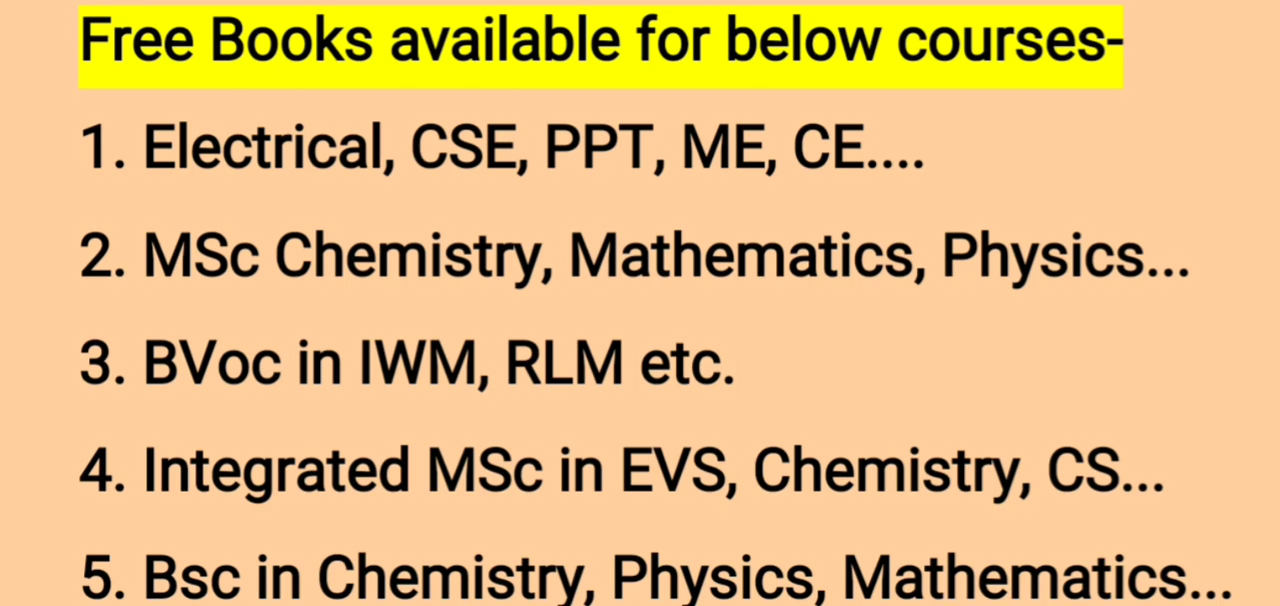 Free Books available for below courses-
1. Electrical, CSE, PPT, ME, CE....
2. MSc Chemistry, Mathematics, Physics...
3. BVoc in IWM, RLM etc.
4. Integrated MSc in EVS, Chemistry, CS...
5. Bsc in Chemistry, Physics, Mathematics...